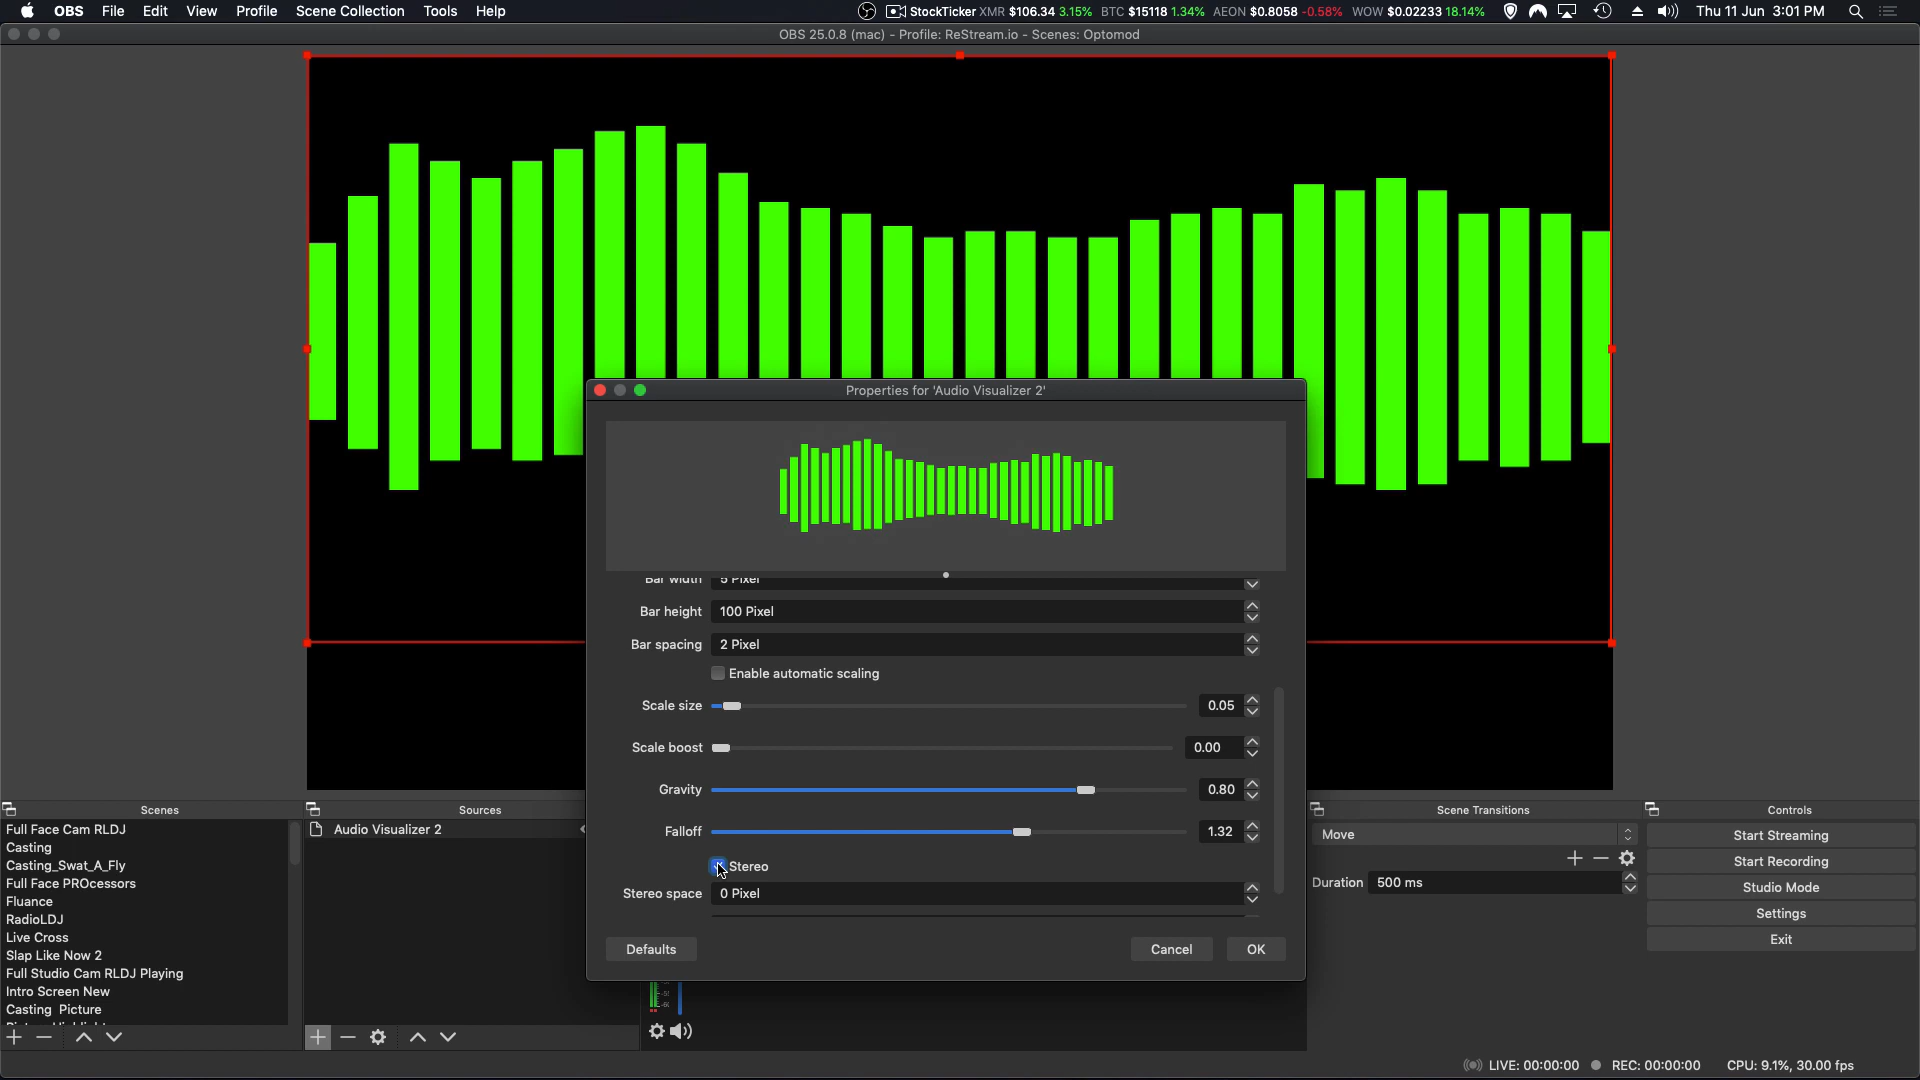 OBS File Edit View Profile Scene Collection Tools Help
StockTicker XMR $106.34 3.15% BTC $15118 1.34% AEON $0.8058 -0.58% WOW $0.02233 18.14% Thu 11 Jun 3:01 PM
OBS 25.0.8 (mac) - Profile: ReStream.io - Scenes: Optomod
Properties for 'Audio Visualizer 2'
Bar width 5 Pixel
Bar height 100 Pixel
Bar spacing 2 Pixel
Enable automatic scaling
Scale size 0.05
Scale boost 0.00
Gravity 0.80
Falloff 1.32
Stereo
Stereo space 0 Pixel
Defaults Cancel OK
Scenes
Full Face Cam RLDJ
Casting
Casting_Swat_A_Fly
Full Face PROcessors
Fluance
RadioLDJ
Live Cross
Slap Like Now 2
Full Studio Cam RLDJ Playing
Intro Screen New
Casting Picture
Sources
Audio Visualizer 2
Scene Transitions
Move
Duration 500 ms
Controls
Start Streaming
Start Recording
Studio Mode
Settings
Exit
LIVE: 00:00:00 REC: 00:00:00 CPU: 9.1%, 30.00 fps